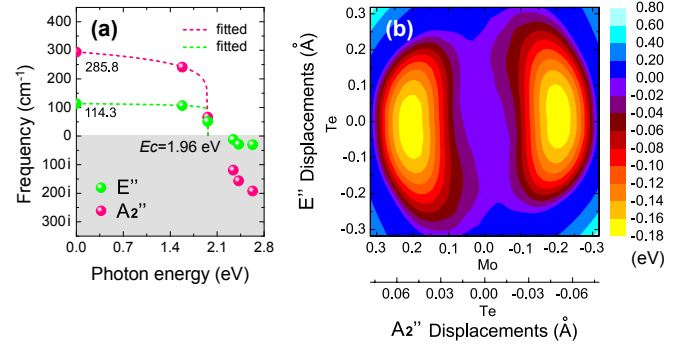 (a)
400
300
200
100
0
100i
200i
300i
Frequency (cm⁻¹)
fitted
fitted
285.8
114.3
Ec=1.96 eV
E''
A₂''
0.0 0.7 1.4 2.1 2.8
Photon energy (eV)
(b)
0.3
0.2
0.1
0.0
-0.1
-0.2
-0.3
E'' Displacements (Å)
Te
0.3 0.2 0.1 0.0 -0.1 -0.2 -0.3
Mo
0.06 0.03 0.00 -0.03 -0.06
Te
A₂'' Displacements (Å)
0.80
0.60
0.40
0.20
0.00
-0.02
-0.04
-0.06
-0.08
-0.10
-0.12
-0.14
-0.16
-0.18
(eV)